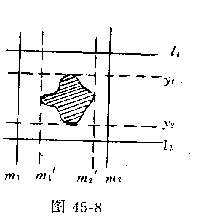 l₁
y₁
y₂
l₂
m₁ m₁′ m₂′ m₂
图 45-8